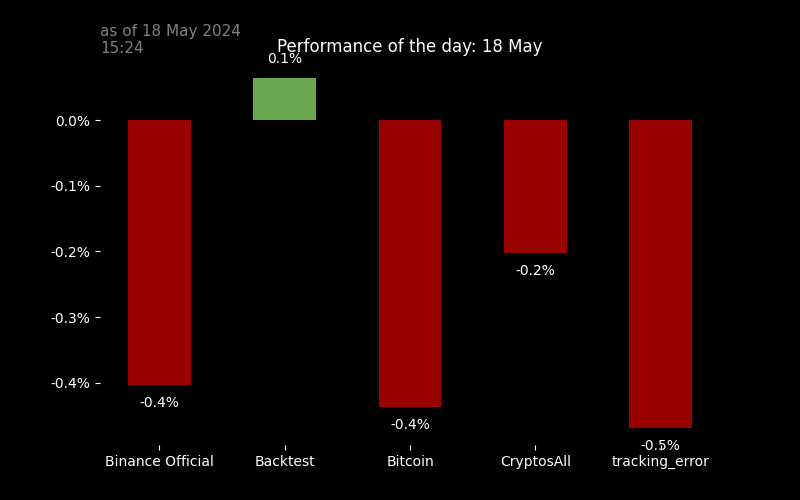 as of 18 May 2024
15:24
Performance of the day: 18 May
0.1%
0.0%
-0.1%
-0.2%
-0.2%
-0.3%
-0.4%
-0.4%
-0.4%
-0.5%
Binance Official
Backtest
Bitcoin
CryptosAll
tracking_error